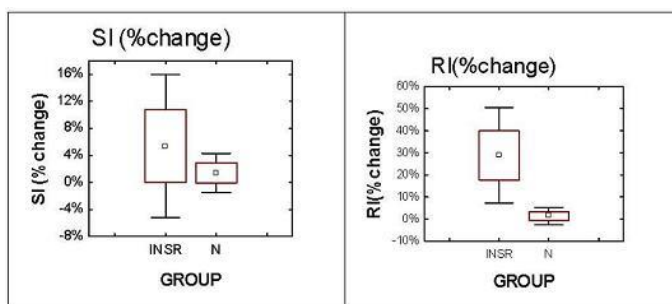 SI (%change)
SI (% change)
16%
12%
8%
4%
0%
-4%
-8%
INSR N
GROUP
RI(%change)
RI(% change)
60%
50%
40%
30%
20%
10%
0%
-10%
INSR N
GROUP